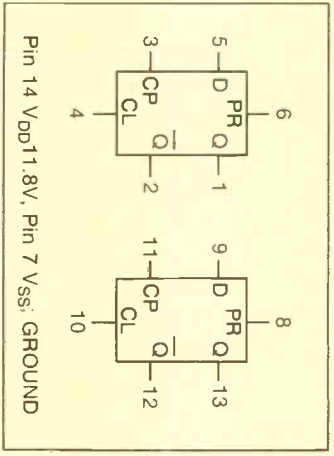 6 8
PR PR
5 D Q 1 9 D Q 13
3 CP Q̅ 2 11 CP Q̅ 12
CL CL
4 10
Pin 14 VDD11.8V, Pin 7 VSS; GROUND